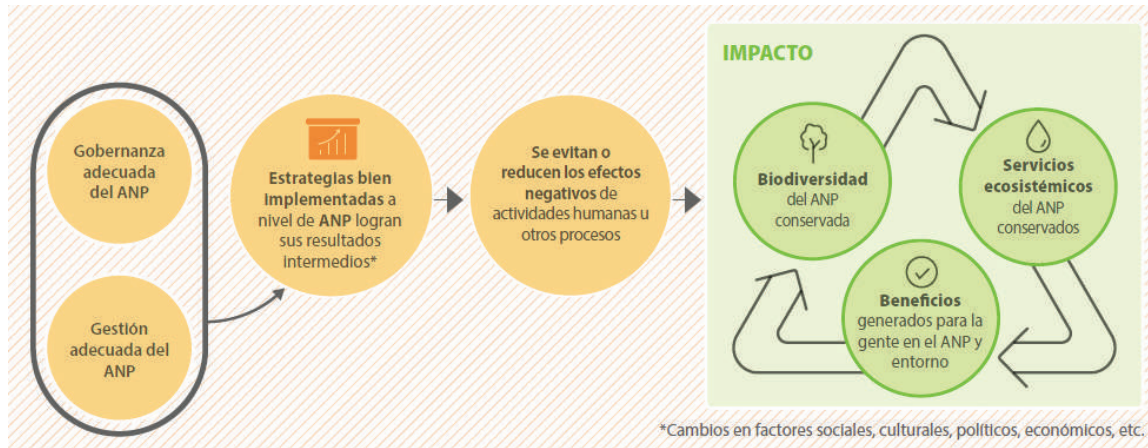 Gobernanza
adecuada
del ANP
Gestión
adecuada del
ANP
Estrategias bien
implementadas a
nivel de ANP logran
sus resultados
intermedios*
Se evitan o
reducen los efectos
negativos de
actividades humanas u
otros procesos
IMPACTO
Biodiversidad
del ANP
conservada
Servicios
ecosistémicos
del ANP
conservados
Beneficios
generados para la
gente en el ANP y
entorno
*Cambios en factores sociales, culturales, políticos, económicos, etc.